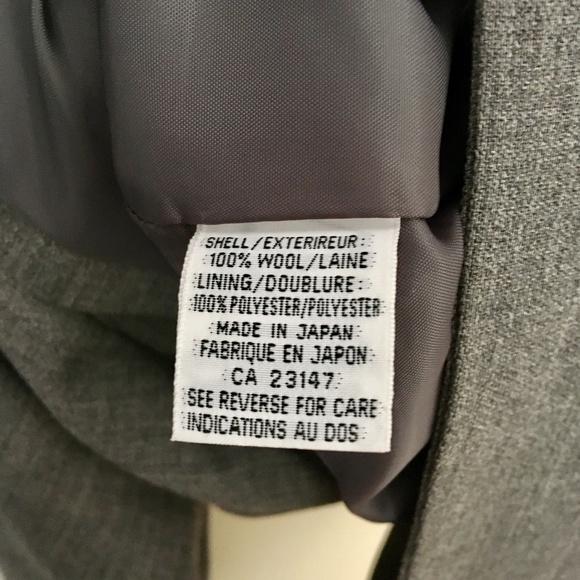 SHELL/EXTERIREUR:
100% WOOL/LAINE
LINING/DOUBLURE:
100% POLYESTER/POLYESTER
MADE IN JAPAN
FABRIQUE EN JAPON
CA 23147
SEE REVERSE FOR CARE
INDICATIONS AU DOS